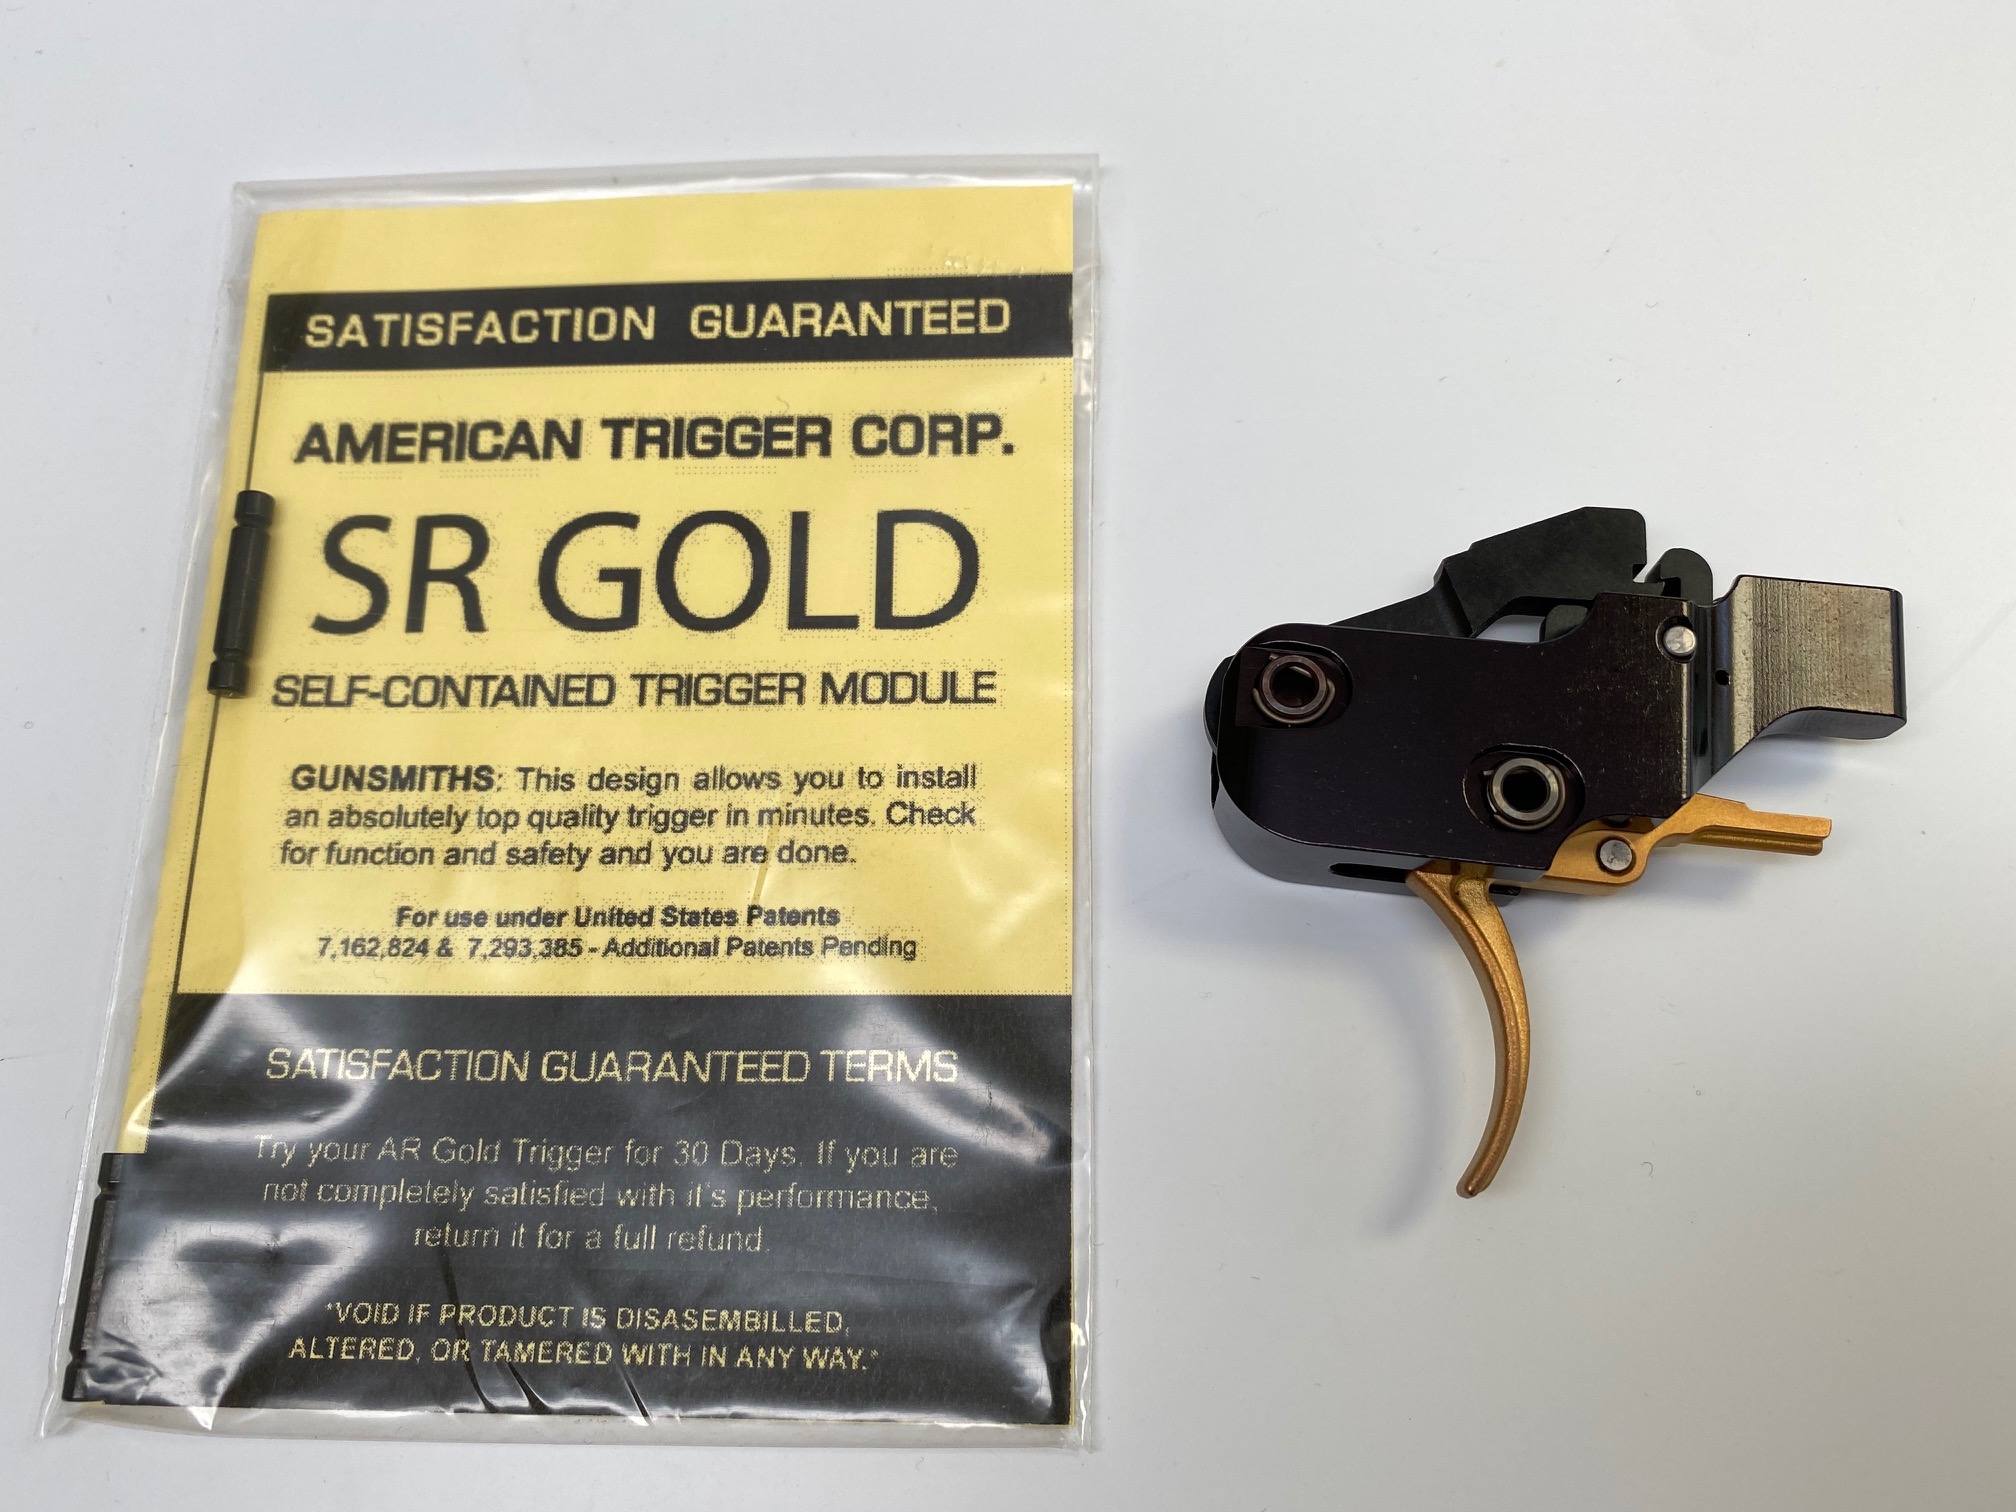 SATISFACTION GUARANTEED
AMERICAN TRIGGER CORP.
SR GOLD
SELF-CONTAINED TRIGGER MODULE
GUNSMITHS: This design allows you to install
an absolutely top quality trigger in minutes. Check
for function and safety and you are done.
For use under United States Patents
7,162,824 & 7,293,385 - Additional Patents Pending
SATISFACTION GUARANTEED TERMS
Try your AR Gold Trigger for 30 Days. If you are
not completely satisfied with it's performance,
return it for a full refund.
*VOID IF PRODUCT IS DISASEMBILLED,
ALTERED, OR TAMERED WITH IN ANY WAY.*